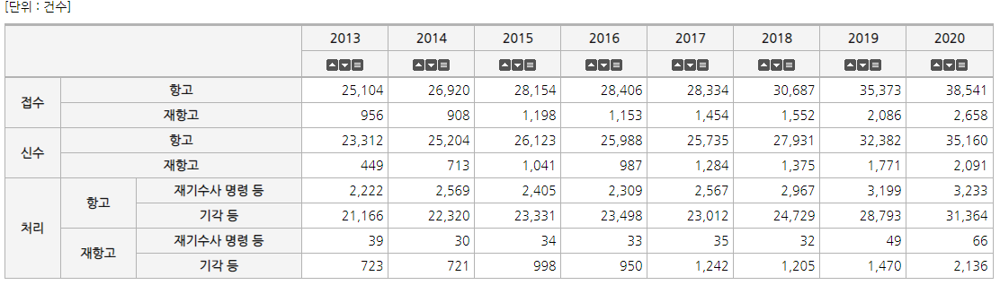 [단위 : 건수]
2013 2014 2015 2016 2017 2018 2019 2020
접수 항고 25,104 26,920 28,154 28,406 28,334 30,687 35,373 38,541
재항고 956 908 1,198 1,153 1,454 1,552 2,086 2,658
신수 항고 23,312 25,204 26,123 25,988 25,735 27,931 32,382 35,160
재항고 449 713 1,041 987 1,284 1,375 1,771 2,091
처리 항고 재기수사 명령 등 2,222 2,569 2,405 2,309 2,567 2,967 3,199 3,233
기각 등 21,166 22,320 23,331 23,498 23,012 24,729 28,793 31,364
재항고 재기수사 명령 등 39 30 34 33 35 32 49 66
기각 등 723 721 998 950 1,242 1,205 1,470 2,136